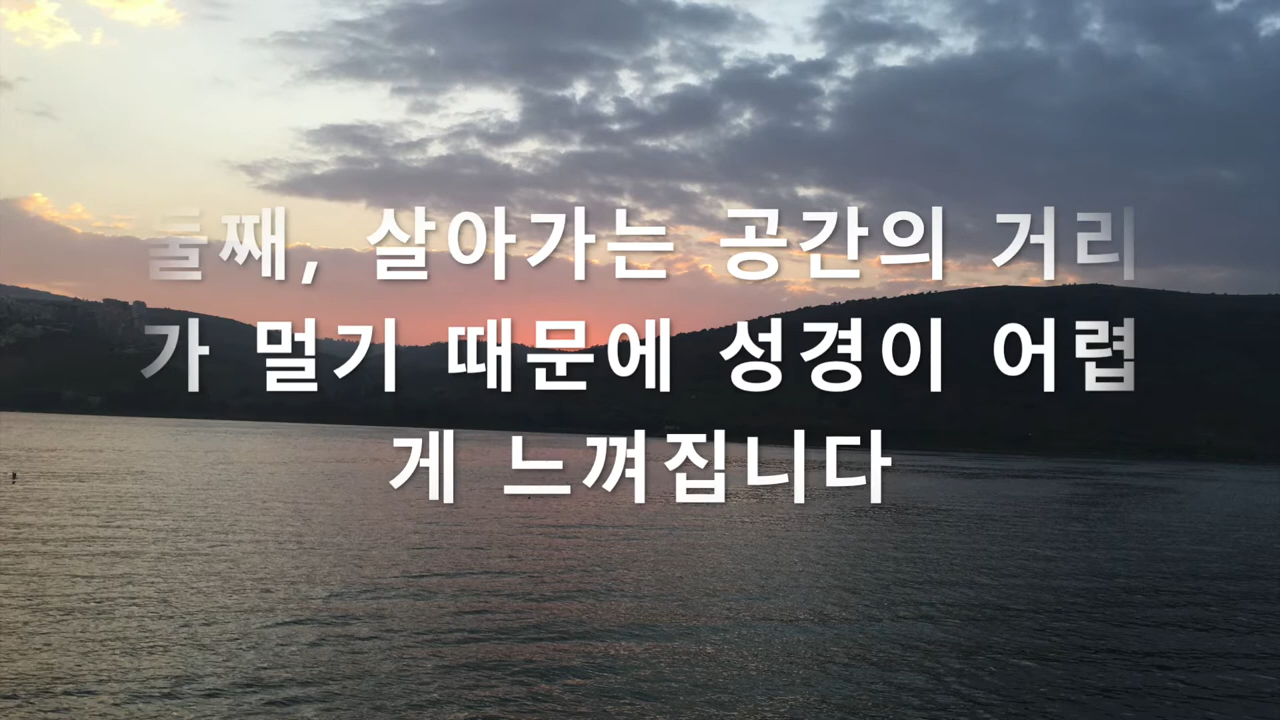 둘째, 살아가는 공간의 거리
가 멀기 때문에 성경이 어렵
게 느껴집니다